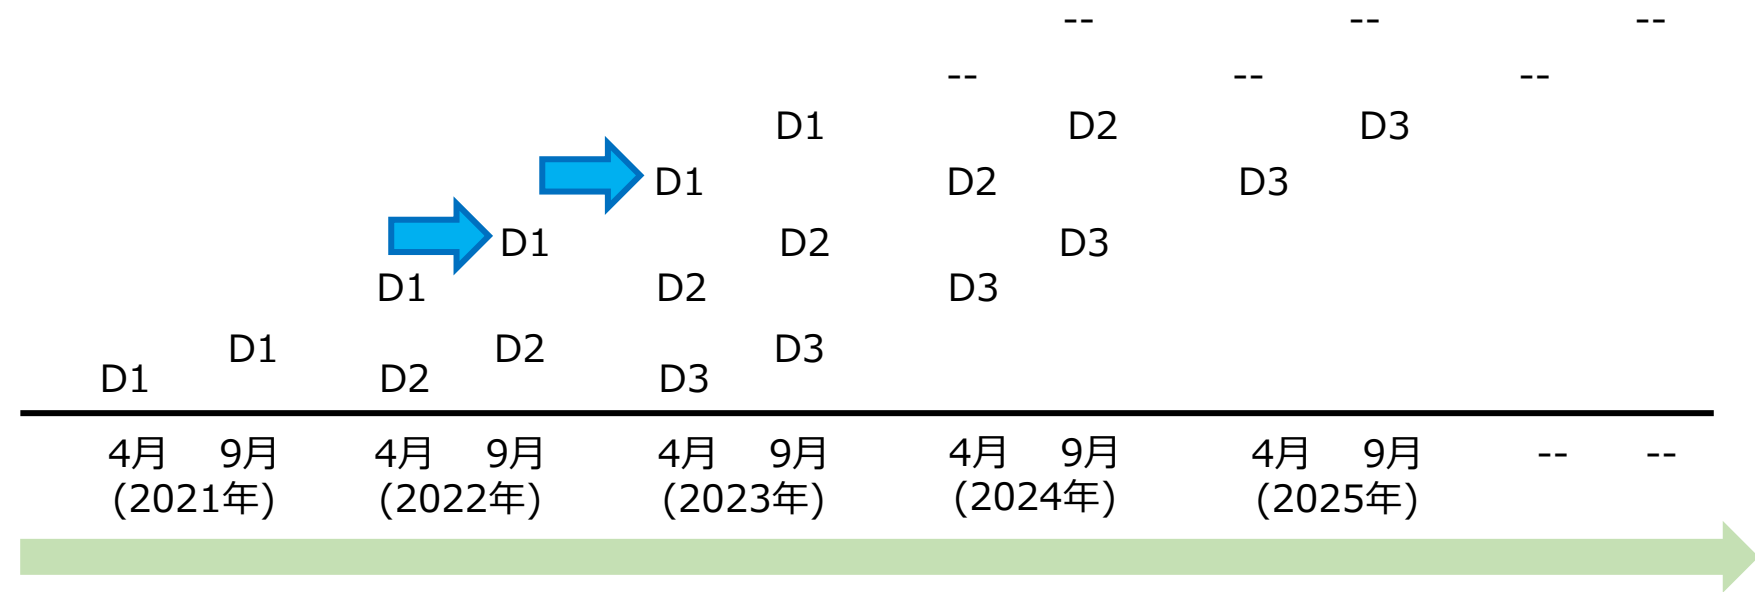 -- -- --
-- -- --
D1 D2 D3
D1 D2 D3
D1 D2 D3
D1 D2 D3
D1 D2 D3
D1 D2 D3
4月 9月 4月 9月 4月 9月 4月 9月 4月 9月 -- --
(2021年) (2022年) (2023年) (2024年) (2025年)